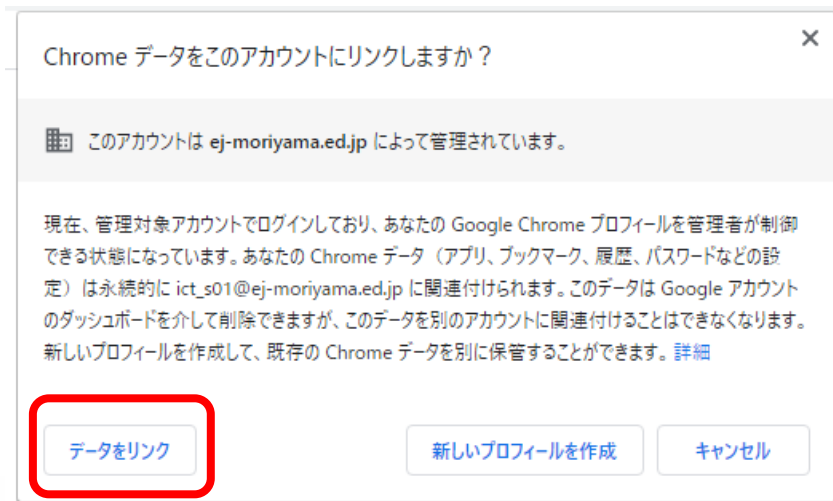 Chrome データをこのアカウントにリンクしますか？
このアカウントは ej-moriyama.ed.jp によって管理されています。
現在、管理対象アカウントでログインしており、あなたの Google Chrome プロフィールを管理者が制御
できる状態になっています。あなたの Chrome データ（アプリ、ブックマーク、履歴、パスワードなどの設
定）は永続的に ict_s01@ej-moriyama.ed.jp に関連付けられます。このデータは Google アカウント
のダッシュボードを介して削除できますが、このデータを別のアカウントに関連付けることはできなくなります。
新しいプロフィールを作成して、既存の Chrome データを別に保管することができます。詳細
データをリンク 新しいプロフィールを作成 キャンセル